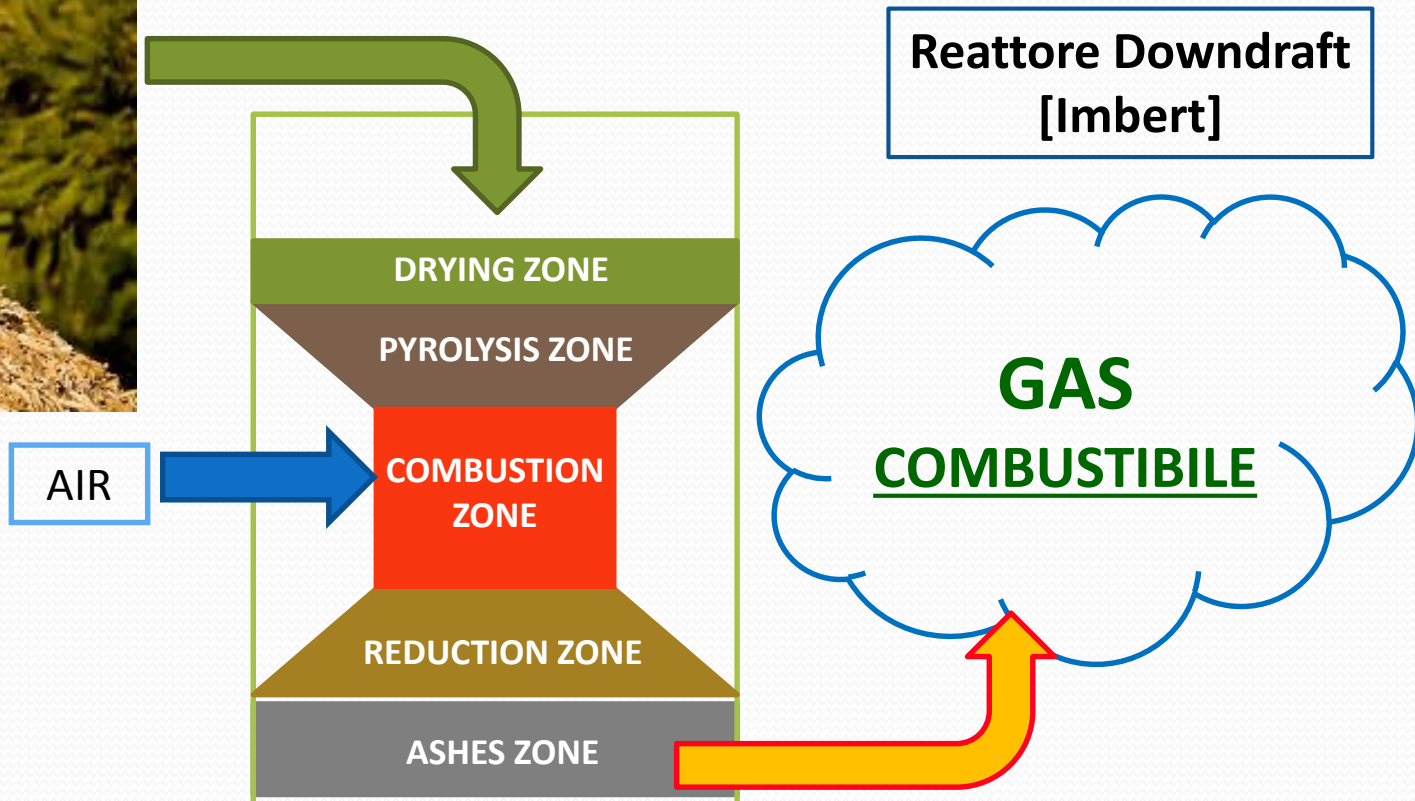 Reattore Downdraft
[Imbert]
DRYING ZONE
PYROLYSIS ZONE
GAS
COMBUSTIBILE
AIR
COMBUSTION
ZONE
REDUCTION ZONE
ASHES ZONE